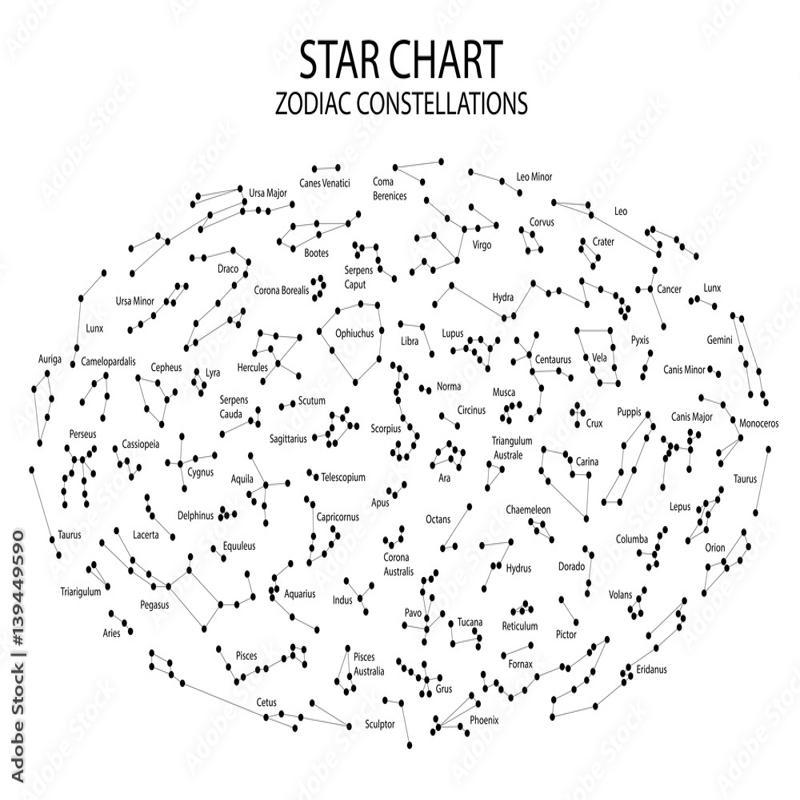 STAR CHART
ZODIAC CONSTELLATIONS
Ursa Major
Canes Venatici
Coma
Berenices
Leo Minor
Leo
Bootes
Virgo
Corvus
Crater
Draco
Serpens
Caput
Corona Borealis
Ursa Minor
Hydra
Cancer
Lunx
Lunx
Ophiuchus
Libra
Lupus
Centaurus
Vela
Pyxis
Gemini
Auriga
Camelopardalis
Cepheus
Lyra
Hercules
Canis Minor
Norma
Musca
Serpens
Cauda
Scutum
Circinus
Crux
Puppis
Canis Major
Monoceros
Perseus
Cassiopeia
Sagittarius
Scorpius
Triangulum
Australe
Carina
Cygnus
Aquila
Telescopium
Ara
Taurus
Apus
Delphinus
Capricornus
Octans
Chaemeleon
Lepus
Taurus
Lacerta
Equuleus
Corona
Australis
Hydrus
Dorado
Columba
Orion
Triarigulum
Pegasus
Aquarius
Indus
Volans
Aries
Pavo
Tucana
Reticulum
Pictor
Pisces
Pisces
Australia
Grus
Fornax
Eridanus
Cetus
Sculptor
Phoenix
Adobe Stock | #139449590
Adobe Stock